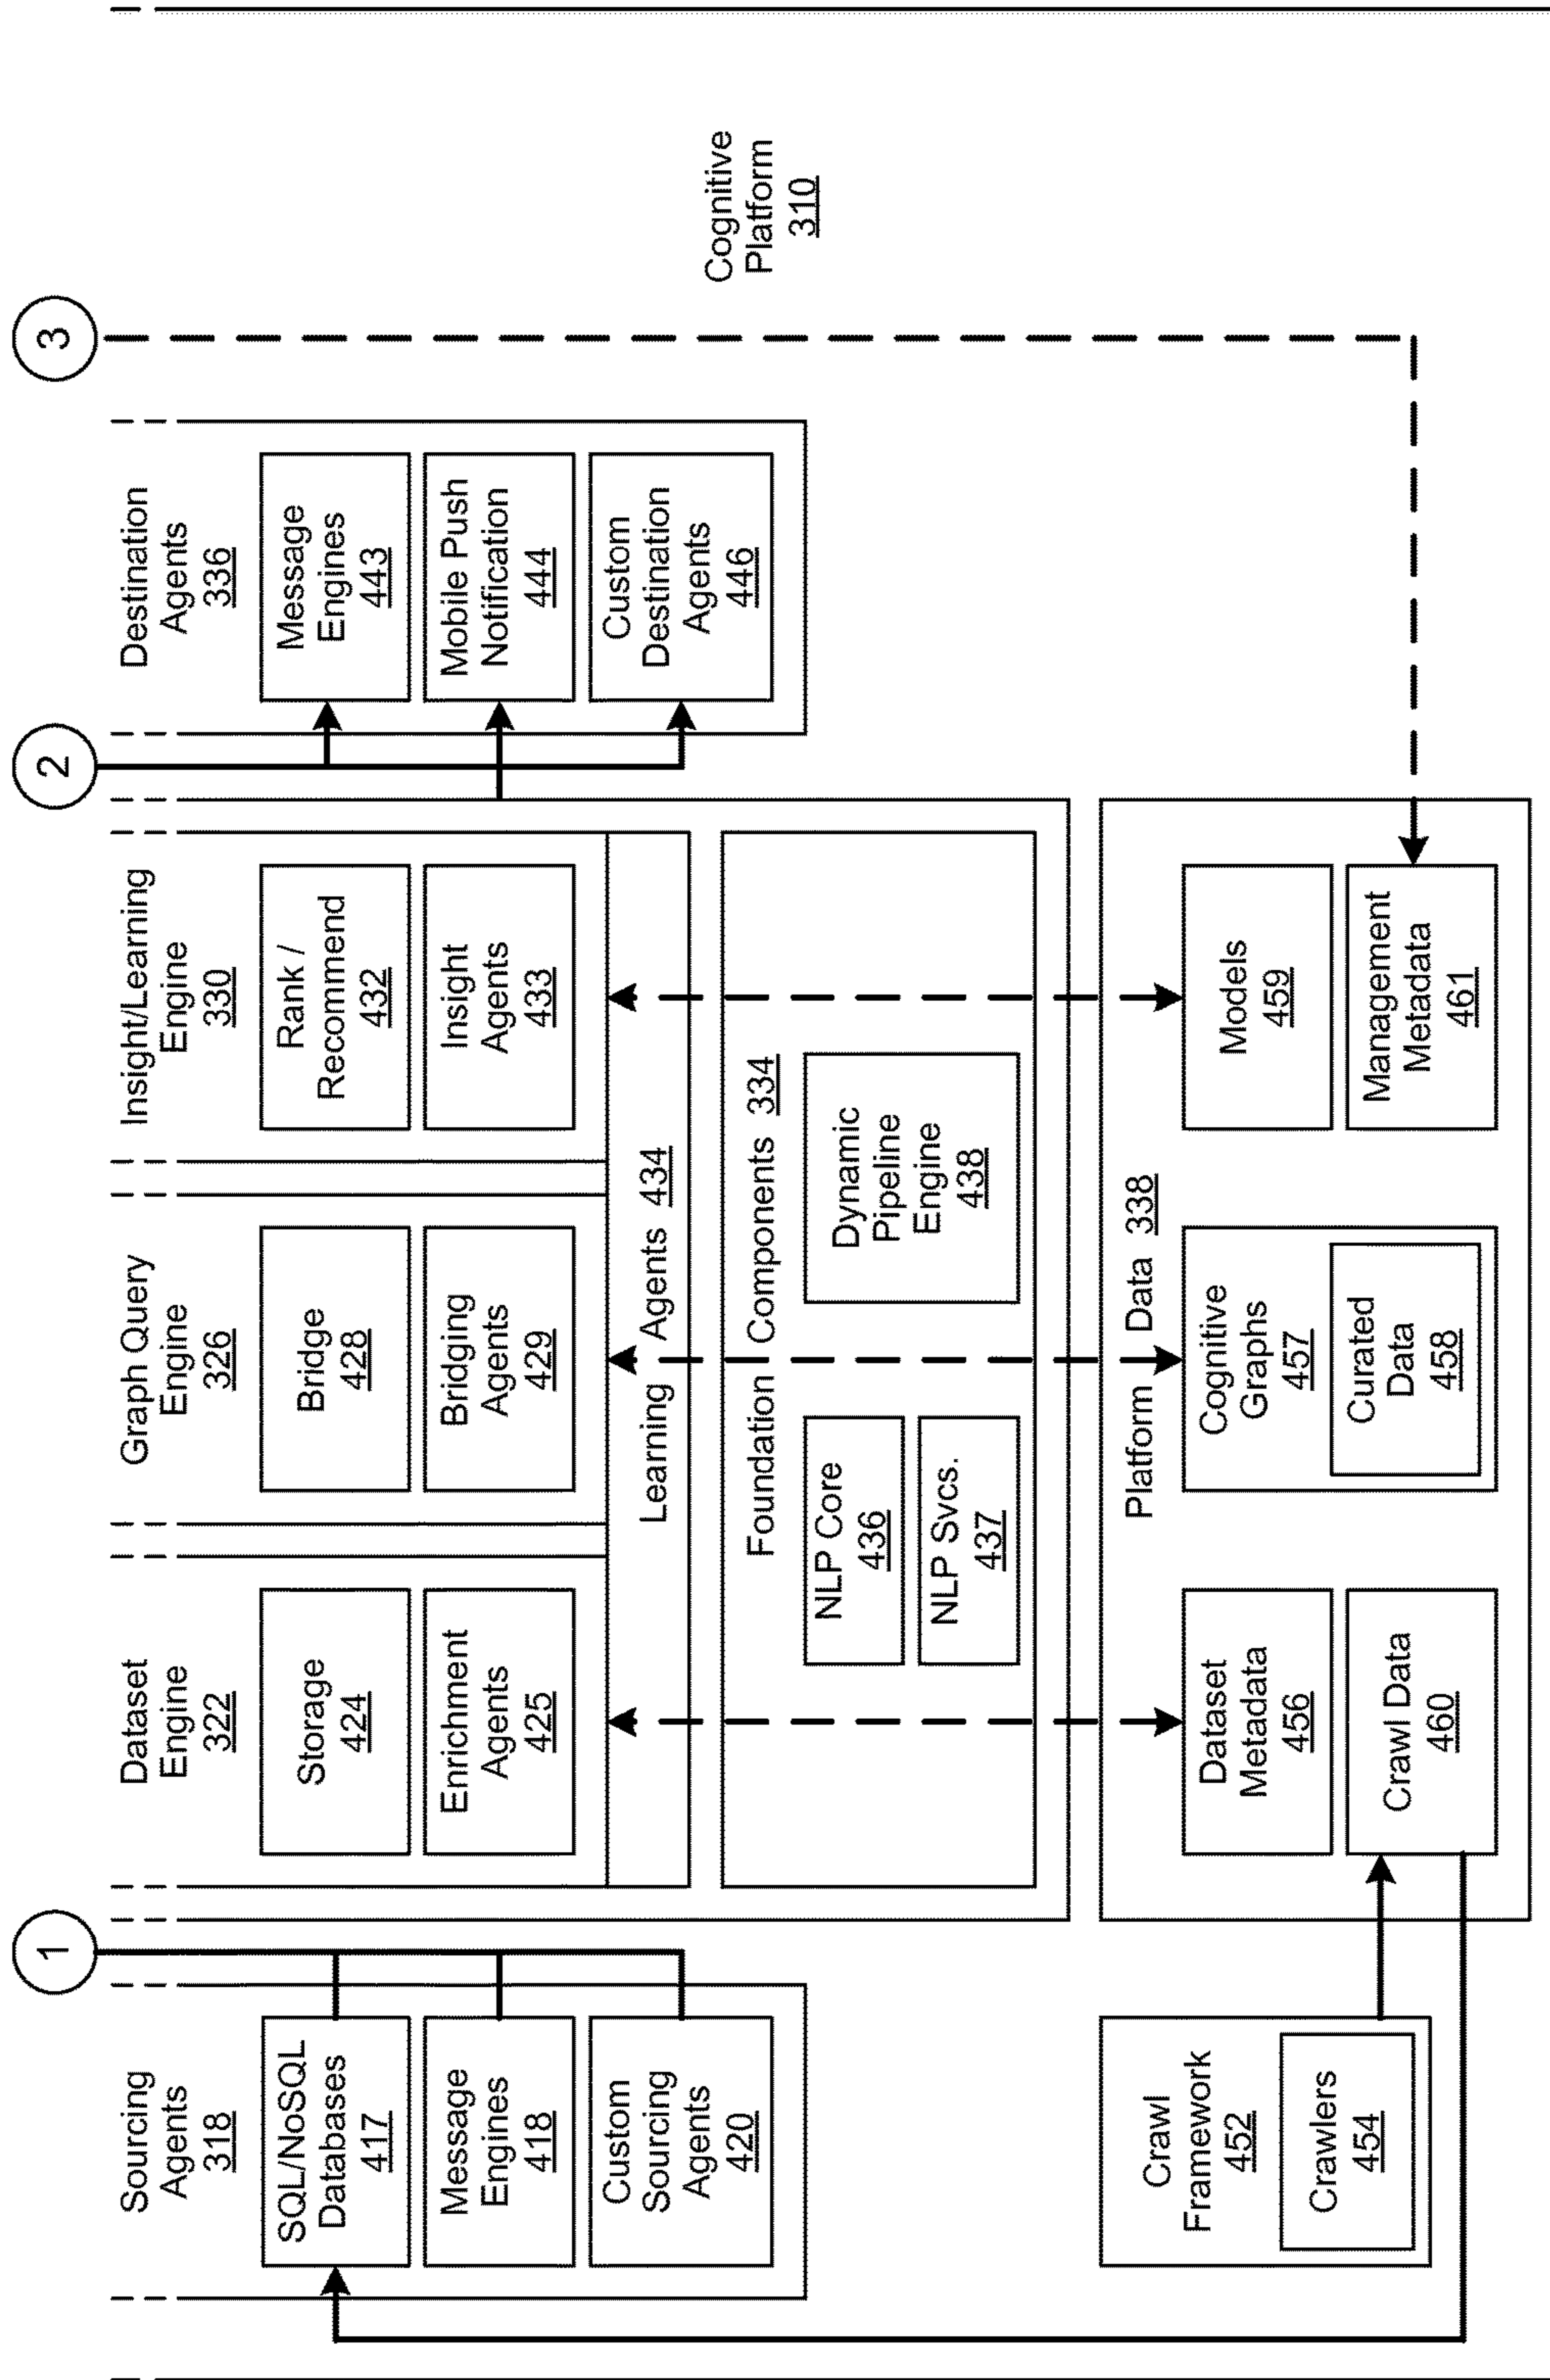 1
2
3
Sourcing
Agents
318
SQL/NoSQL
Databases
417
Message
Engines
418
Custom
Sourcing
Agents
420
Dataset
Engine
322
Storage
424
Enrichment
Agents
425
Graph Query
Engine
326
Bridge
428
Bridging
Agents
429
Insight/Learning
Engine
330
Rank /
Recommend
432
Insight
Agents
433
Learning Agents 434
Foundation Components 334
NLP Core
436
NLP Svcs.
437
Dynamic
Pipeline
Engine
438
Destination
Agents
336
Message
Engines
443
Mobile Push
Notification
444
Custom
Destination
Agents
446
Cognitive
Platform
310
Crawl
Framework
452
Crawlers
454
Platform Data 338
Dataset
Metadata
456
Crawl Data
460
Cognitive
Graphs
457
Curated
Data
458
Models
459
Management
Metadata
461